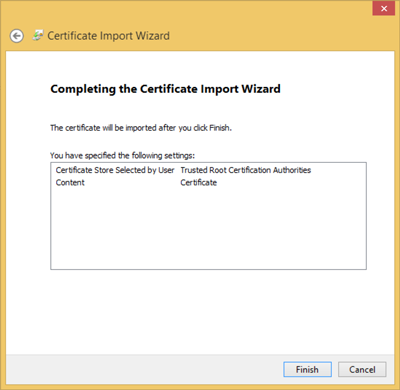 Certificate Import Wizard
Completing the Certificate Import Wizard
The certificate will be imported after you click Finish.
You have specified the following settings:
Certificate Store Selected by User Trusted Root Certification Authorities
Content Certificate
Finish Cancel